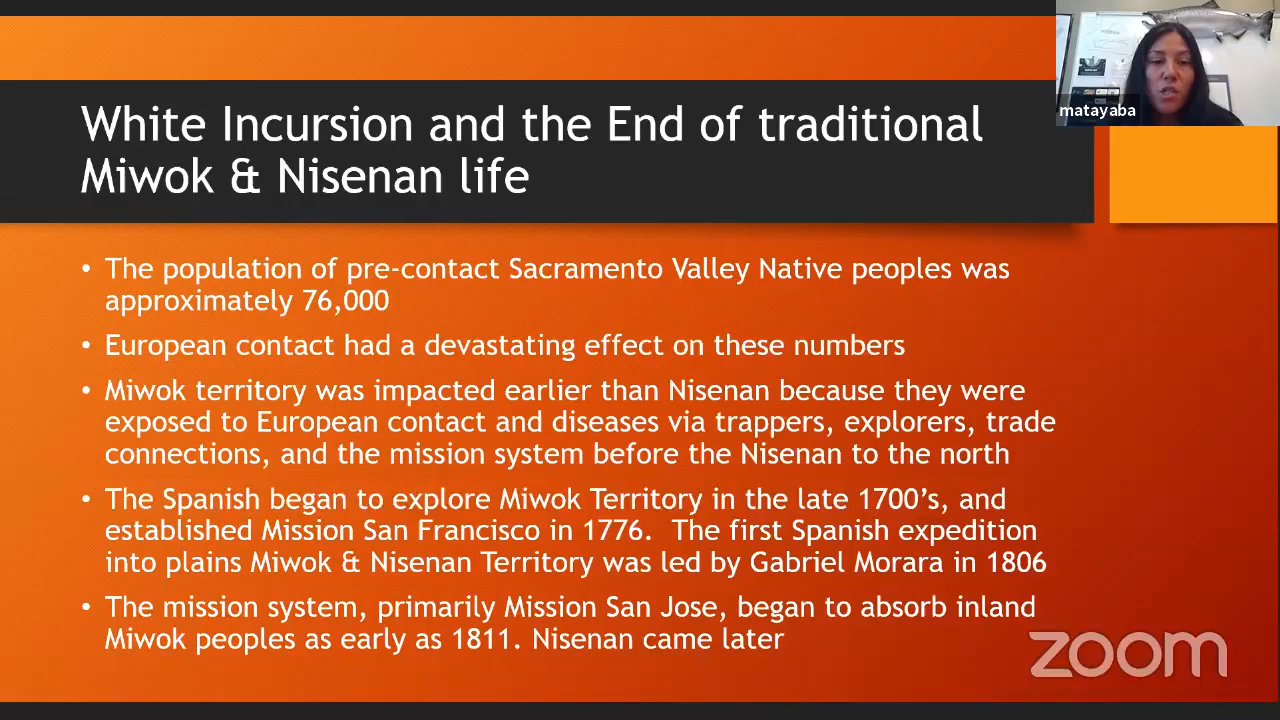 White Incursion and the End of traditional
Miwok & Nisenan life
matayaba
• The population of pre-contact Sacramento Valley Native peoples was
approximately 76,000
• European contact had a devastating effect on these numbers
• Miwok territory was impacted earlier than Nisenan because they were
exposed to European contact and diseases via trappers, explorers, trade
connections, and the mission system before the Nisenan to the north
• The Spanish began to explore Miwok Territory in the late 1700’s, and
established Mission San Francisco in 1776.  The first Spanish expedition
into plains Miwok & Nisenan Territory was led by Gabriel Morara in 1806
• The mission system, primarily Mission San Jose, began to absorb inland
Miwok peoples as early as 1811. Nisenan came later
zoom